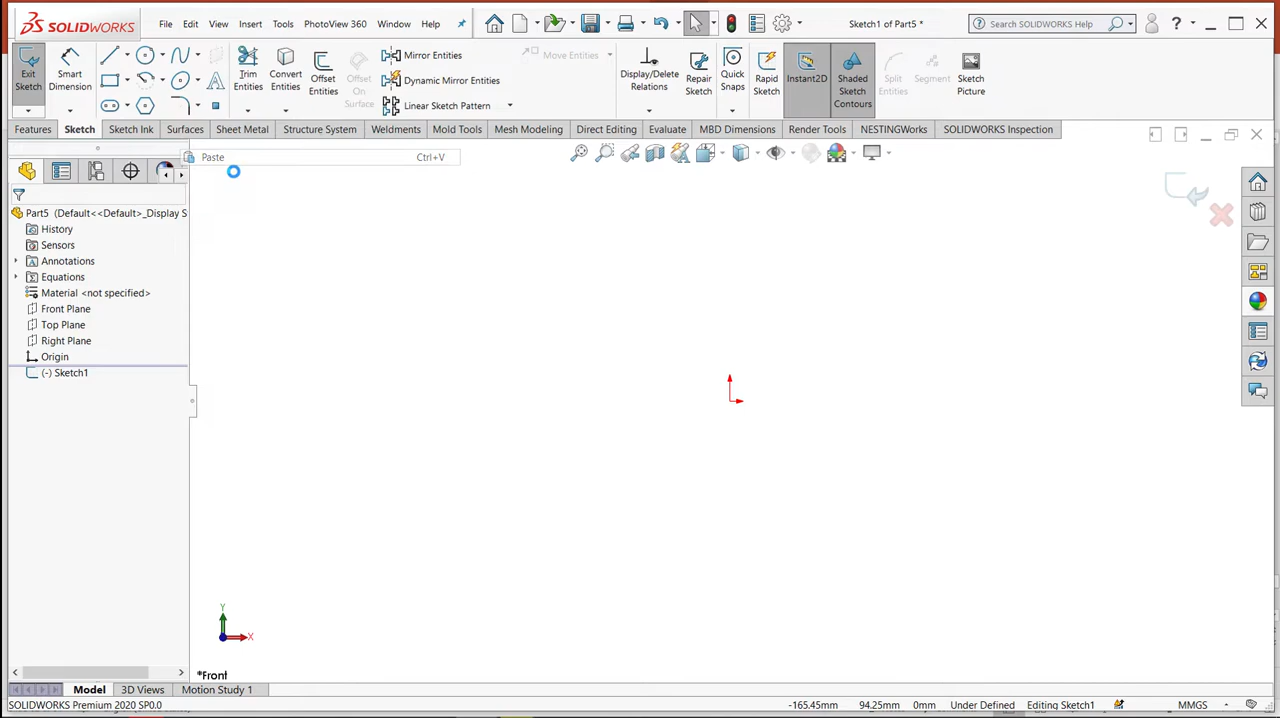 SOLIDWORKS File Edit View Insert Tools PhotoView 360 Window Help Sketch1 of Part5 * Search SOLIDWORKS Help ?
Exit Sketch
Smart Dimension
Trim Entities
Convert Entities
Offset Entities
Offset On Surface
Mirror Entities
Dynamic Mirror Entities
Linear Sketch Pattern
Move Entities
Display/Delete Relations
Repair Sketch
Quick Snaps
Rapid Sketch
Instant2D
Shaded Sketch Contours
Split Entities
Segment
Sketch Picture
Features Sketch Sketch Ink Surfaces Sheet Metal Structure System Weldments Mold Tools Mesh Modeling Direct Editing Evaluate MBD Dimensions Render Tools NESTINGWorks SOLIDWORKS Inspection
Paste Ctrl+V
Part5 (Default<<Default>_Display S
History
Sensors
Annotations
Equations
Material <not specified>
Front Plane
Top Plane
Right Plane
Origin
(-) Sketch1
Y
X
*Front
Model 3D Views Motion Study 1
SOLIDWORKS Premium 2020 SP0.0 -165.45mm 94.25mm 0mm Under Defined Editing Sketch1 MMGS